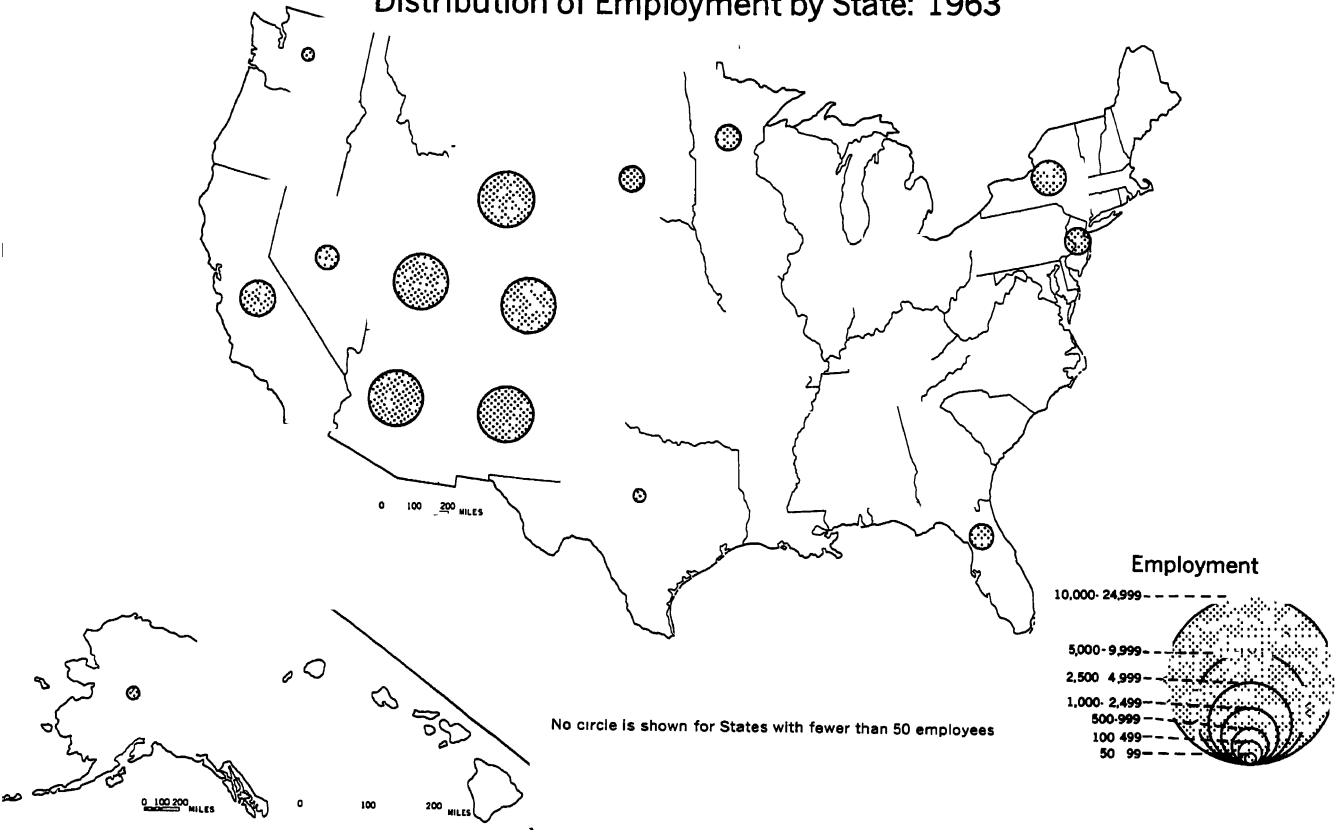 Distribution of Employment by State: 1963
0 100 200 MILES
Employment
10,000-24,999
5,000-9,999
2,500 4,999
1,000- 2,499
500-999
100 499
50 99
No circle is shown for States with fewer than 50 employees
0 100 200 MILES
0 100 200 MILES